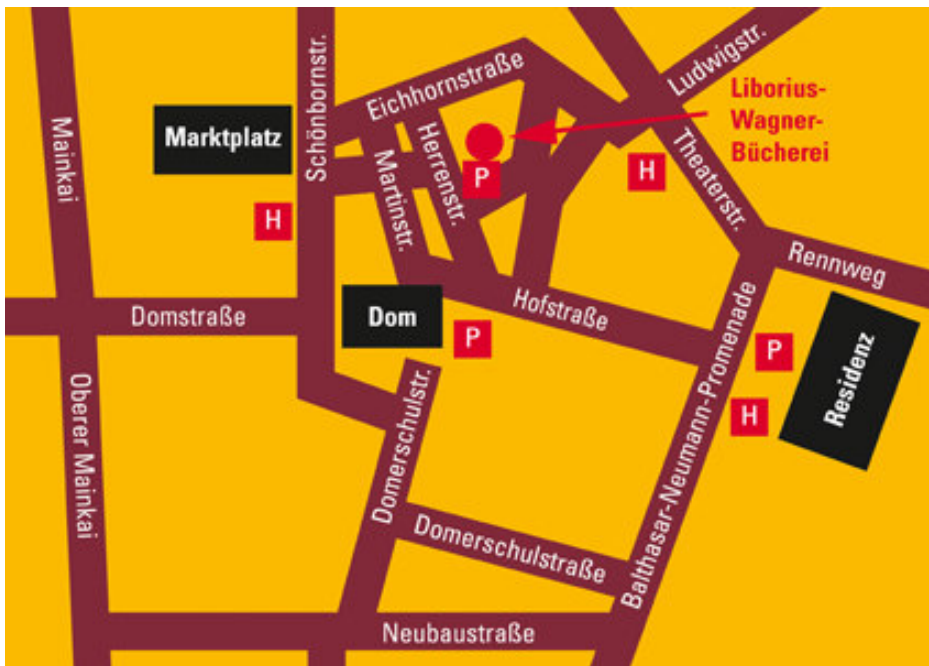 Mainkai
Marktplatz
Schönbornstr.
Eichhornstraße
Ludwigstr.
Liborius-
Wagner-
Bücherei
Martinstr.
Herrenstr.
P
H
Theaterstr.
H
Rennweg
Domstraße
Dom
P
Hofstraße
P
Residenz
H
Oberer Mainkai
Domerschulstr.
Balthasar-Neumann-Promenade
Domerschulstraße
Neubaustraße